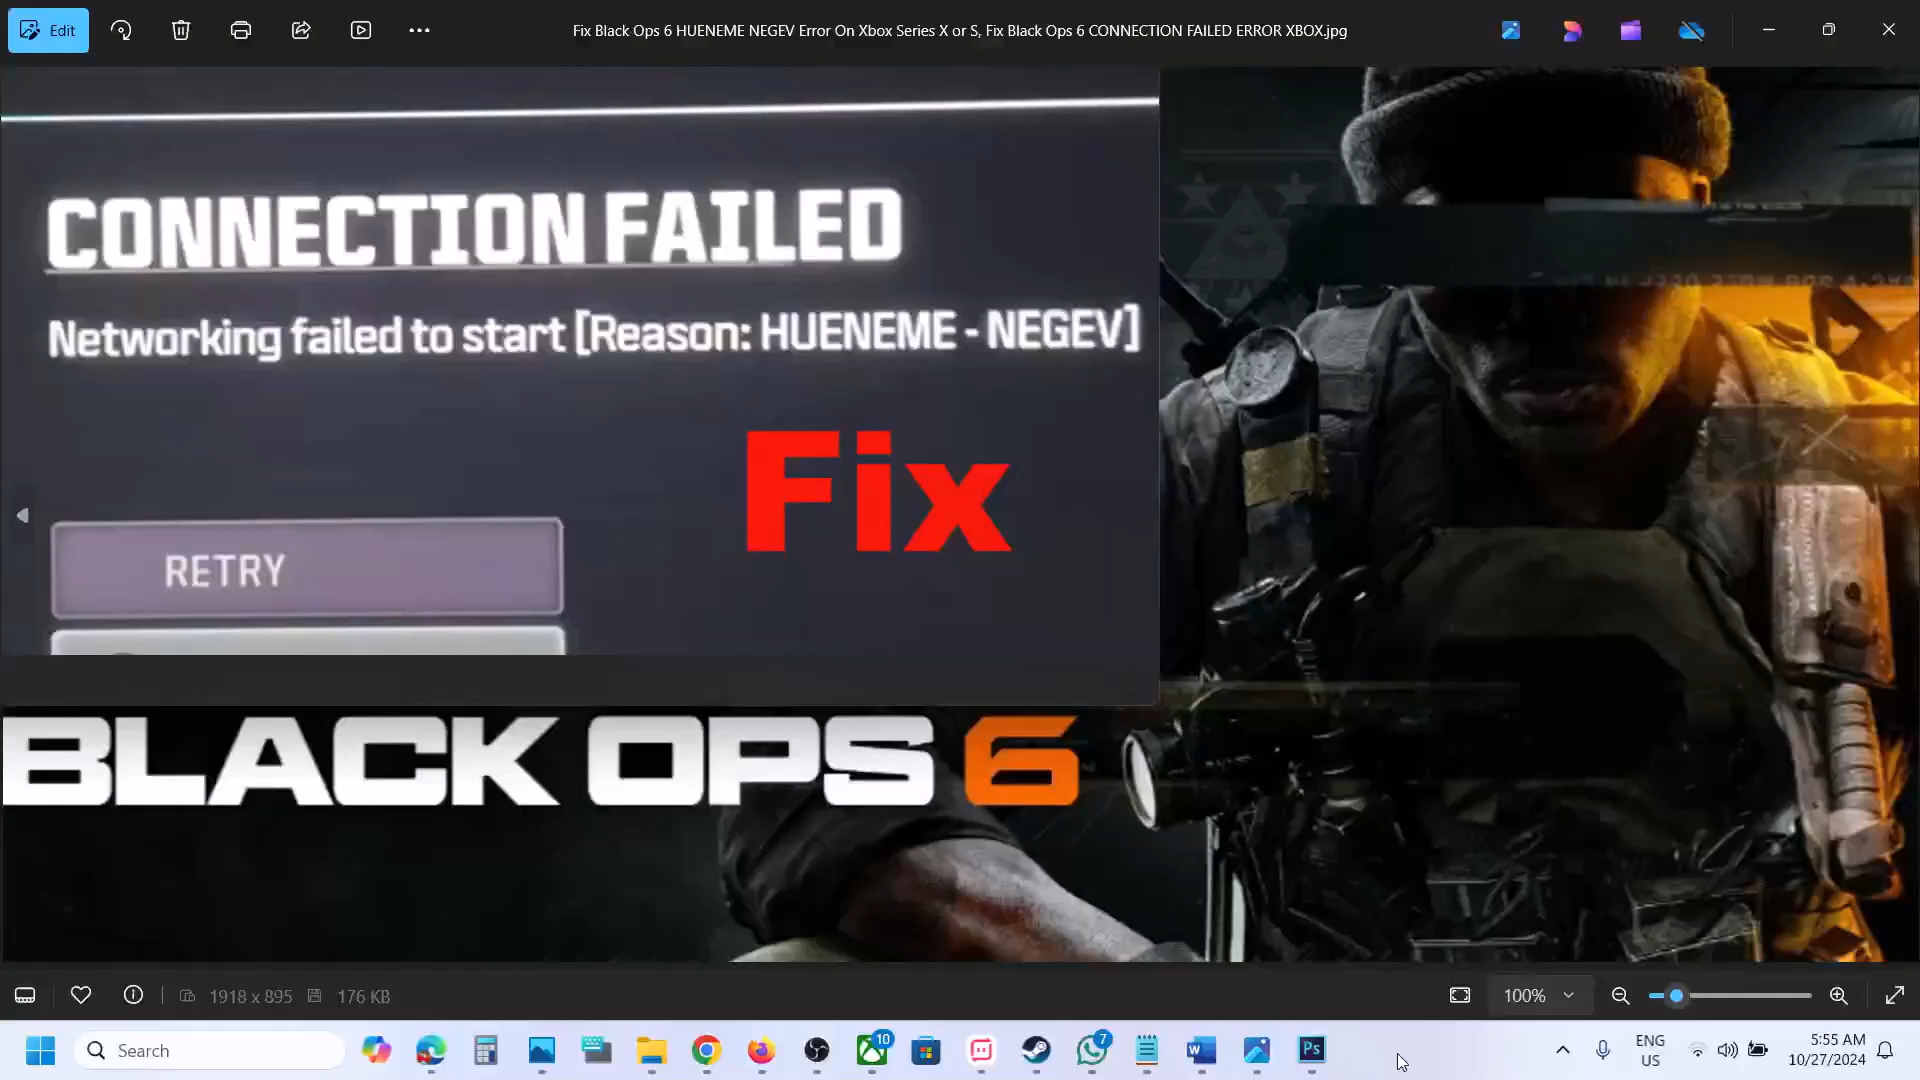 Edit
Fix Black Ops 6 HUENEME NEGEV Error On Xbox Series X or S, Fix Black Ops 6 CONNECTION FAILED ERROR XBOX.jpg
CONNECTION FAILED
Networking failed to start [Reason: HUENEME - NEGEV]
Fix
RETRY
BLACK OPS 6
1918 x 895
176 KB
100%
Search
10
7
Ps
ENG
US
5:55 AM
10/27/2024